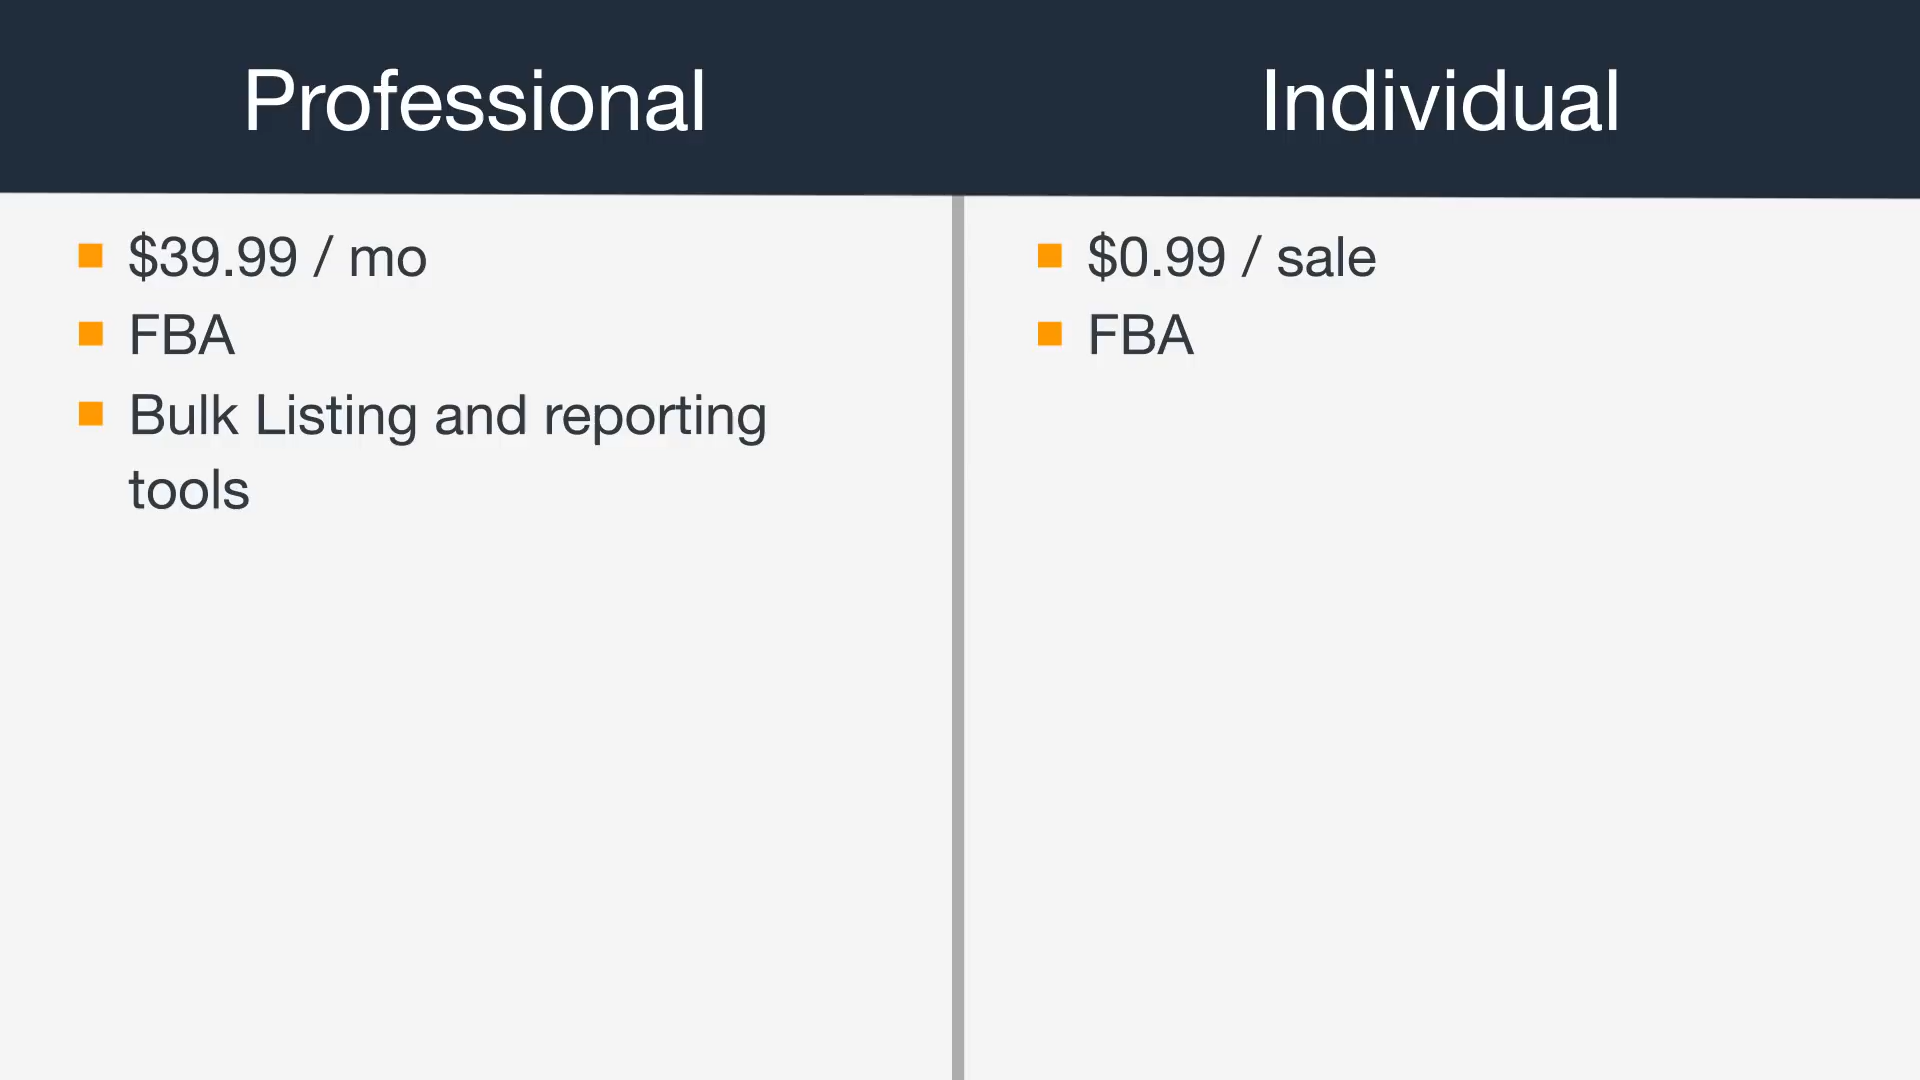 Professional
Individual
$39.99 / mo
FBA
Bulk Listing and reporting
tools
$0.99 / sale
FBA